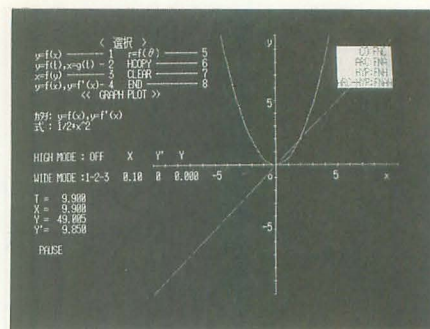 < 選択 >
y=f(x) ——— 1 r=f(θ) ——— 5
y=f(t),x=g(t) - 2 HCOPY ——— 6
x=f(y) ——— 3 CLEAR ——— 7
y=f(x),y=f'(x)- 4 END ——— 8
<< GRAPH PLOT >>
カタチ: y=f(x),y=f'(x)
式 : 1/2*x^2
HIGH MODE : OFF X Y' Y
WIDE MODE :1-2-3 0.10 0 0.000
T = 9.900
X = 9.900
Y = 49.005
Y'= 9.850
PAUSE
y
5
-5 o 5 x
-5